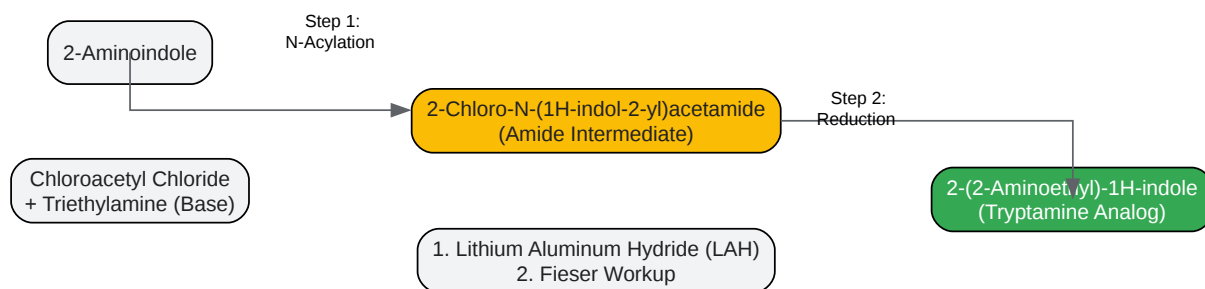 2-Aminoindole
Step 1:
N-Acylation
2-Chloro-N-(1H-indol-2-yl)acetamide
(Amide Intermediate)
Step 2:
Reduction
Chloroacetyl Chloride
+ Triethylamine (Base)
2-(2-Aminoethyl)-1H-indole
(Tryptamine Analog)
1. Lithium Aluminum Hydride (LAH)
2. Fieser Workup